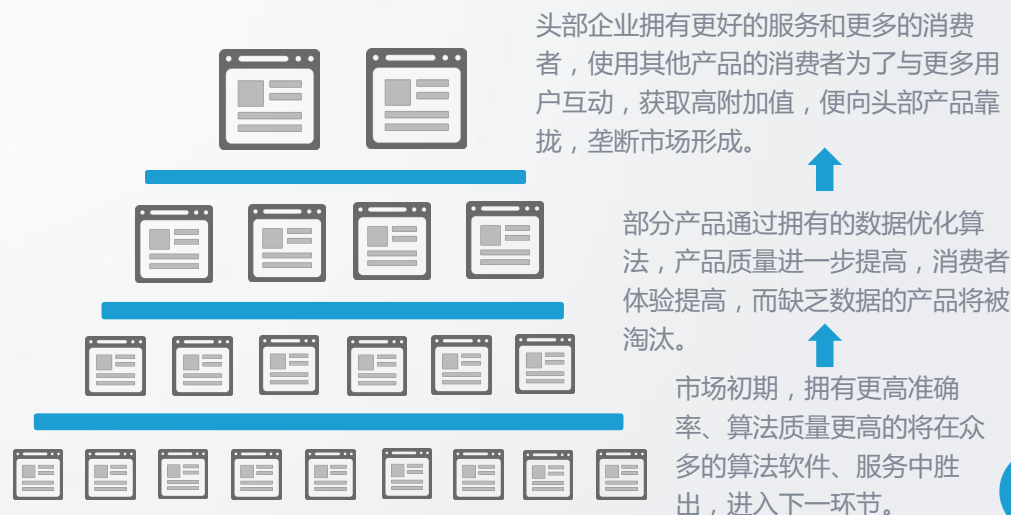 头部企业拥有更好的服务和更多的消费
者，使用其他产品的消费者为了与更多用
户互动，获取高附加值，便向头部产品靠
拢，垄断市场形成。
部分产品通过拥有的数据优化算
法，产品质量进一步提高，消费者
体验提高，而缺乏数据的产品将被
淘汰。
市场初期，拥有更高准确
率、算法质量更高的将在众
多的算法软件、服务中胜
出，进入下一环节。